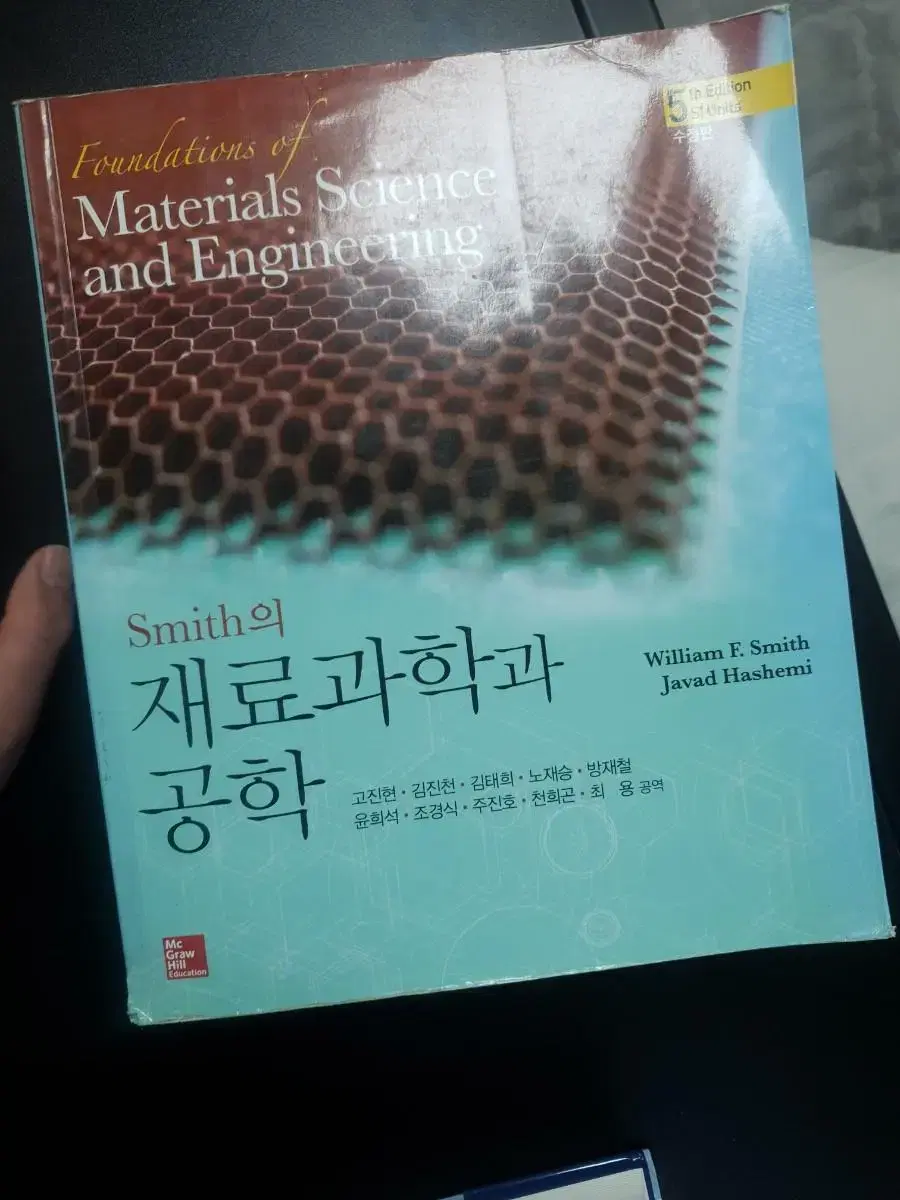 5th Edition
SI Units
수정판
Foundations of
Materials Science
and Engineering
Smith의
재료과학과
공학
William F. Smith
Javad Hashemi
고진현 · 김진천 · 김태희 · 노재승 · 방재철
윤희석 · 조경식 · 주진호 · 천희곤 · 최 용 공역
Mc
Graw
Hill
Education